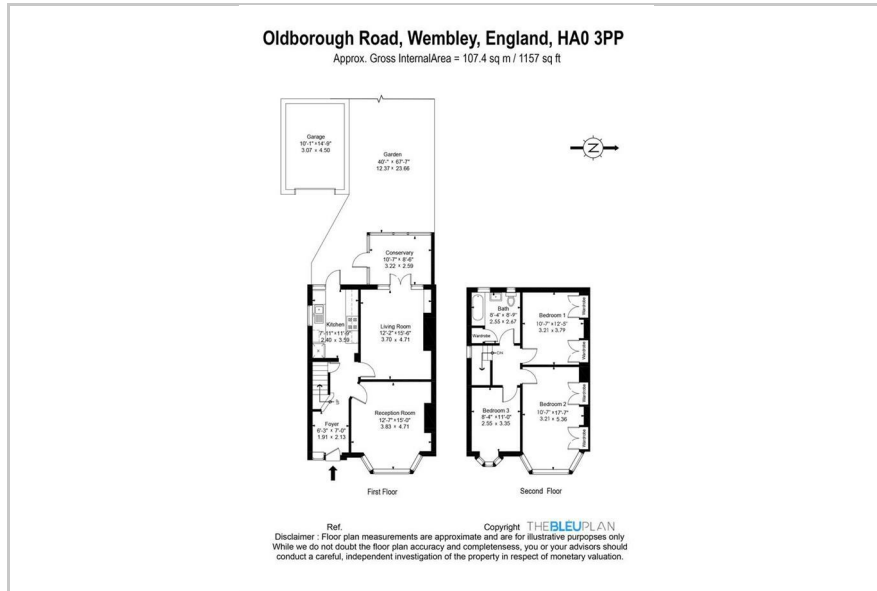 Oldborough Road, Wembley, England, HA0 3PP
Approx. Gross InternalArea = 107.4 sq m / 1157 sq ft
Garage
10'-1" x 14'-9"
3.07 x 4.50
Garden
40'-" x 67'-7"
12.37 x 23.66
N
Conservary
10'-7" x 8'-6"
3.22 x 2.59
Kitchen
7'-11" x 11'-9"
2.40 x 3.59
Living Room
12'-2" x 15'-6"
3.70 x 4.71
Foyer
6'-3" x 7'-0"
1.91 x 2.13
Reception Room
12'-7" x 15'-0"
3.83 x 4.71
First Floor
Bath
8'-4" x 8'-9"
2.55 x 2.67
Wardrobe
Bedroom 1
10'-7" x 12'-5"
3.21 x 3.79
Wardrobe
Bedroom 2
10'-7" x 17'-7"
3.21 x 5.36
Wardrobe
Bedroom 3
8'-4" x 11'-0"
2.55 x 3.35
Second Floor
Ref.
Copyright THEBLEUPLAN
Disclaimer : Floor plan measurements are approximate and are for illustrative purpopses only
While we do not doubt the floor plan accuracy and completensess, you or your advisors should
conduct a careful, independent investigation of the property in respect of monetary valuation.